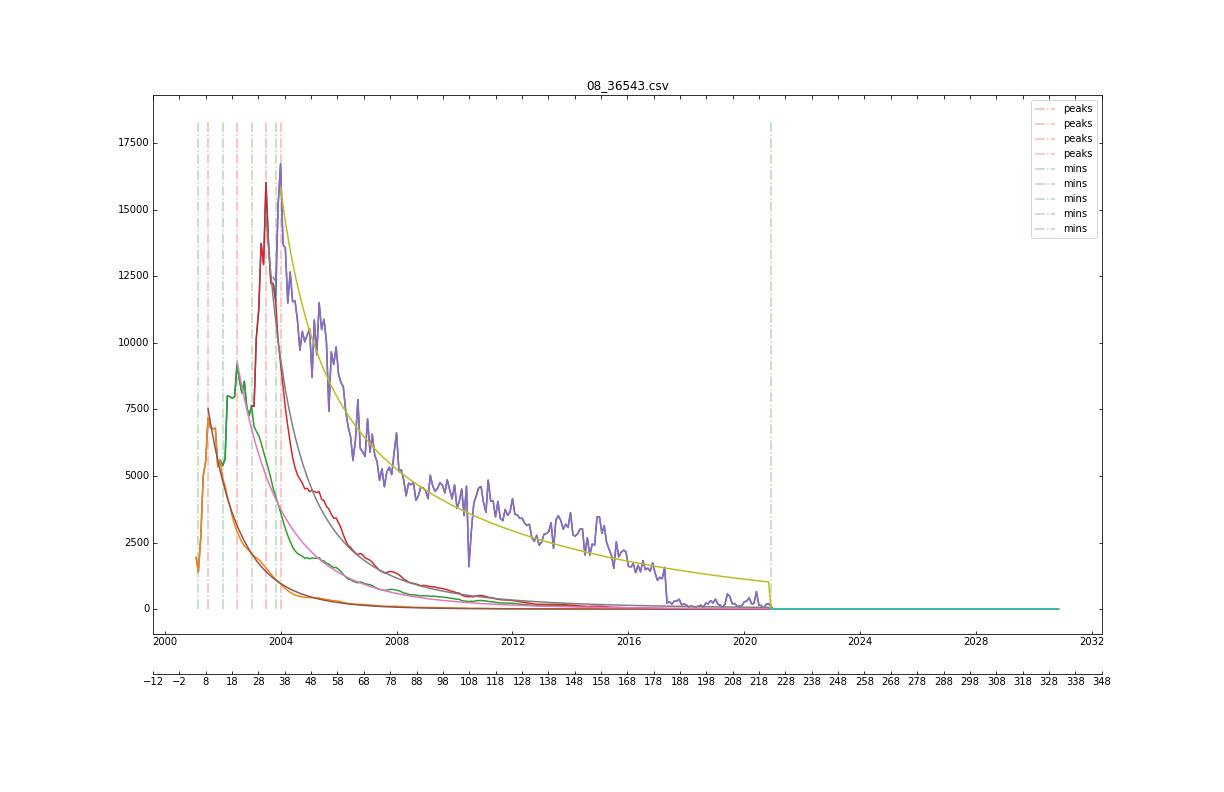 08_36543.csv
peaks
peaks
peaks
peaks
mins
mins
mins
mins
mins
17500
15000
12500
10000
7500
5000
2500
0
2000 2004 2008 2012 2016 2020 2024 2028 2032
−12 −2 8 18 28 38 48 58 68 78 88 98 108 118 128 138 148 158 168 178 188 198 208 218 228 238 248 258 268 278 288 298 308 318 328 338 348